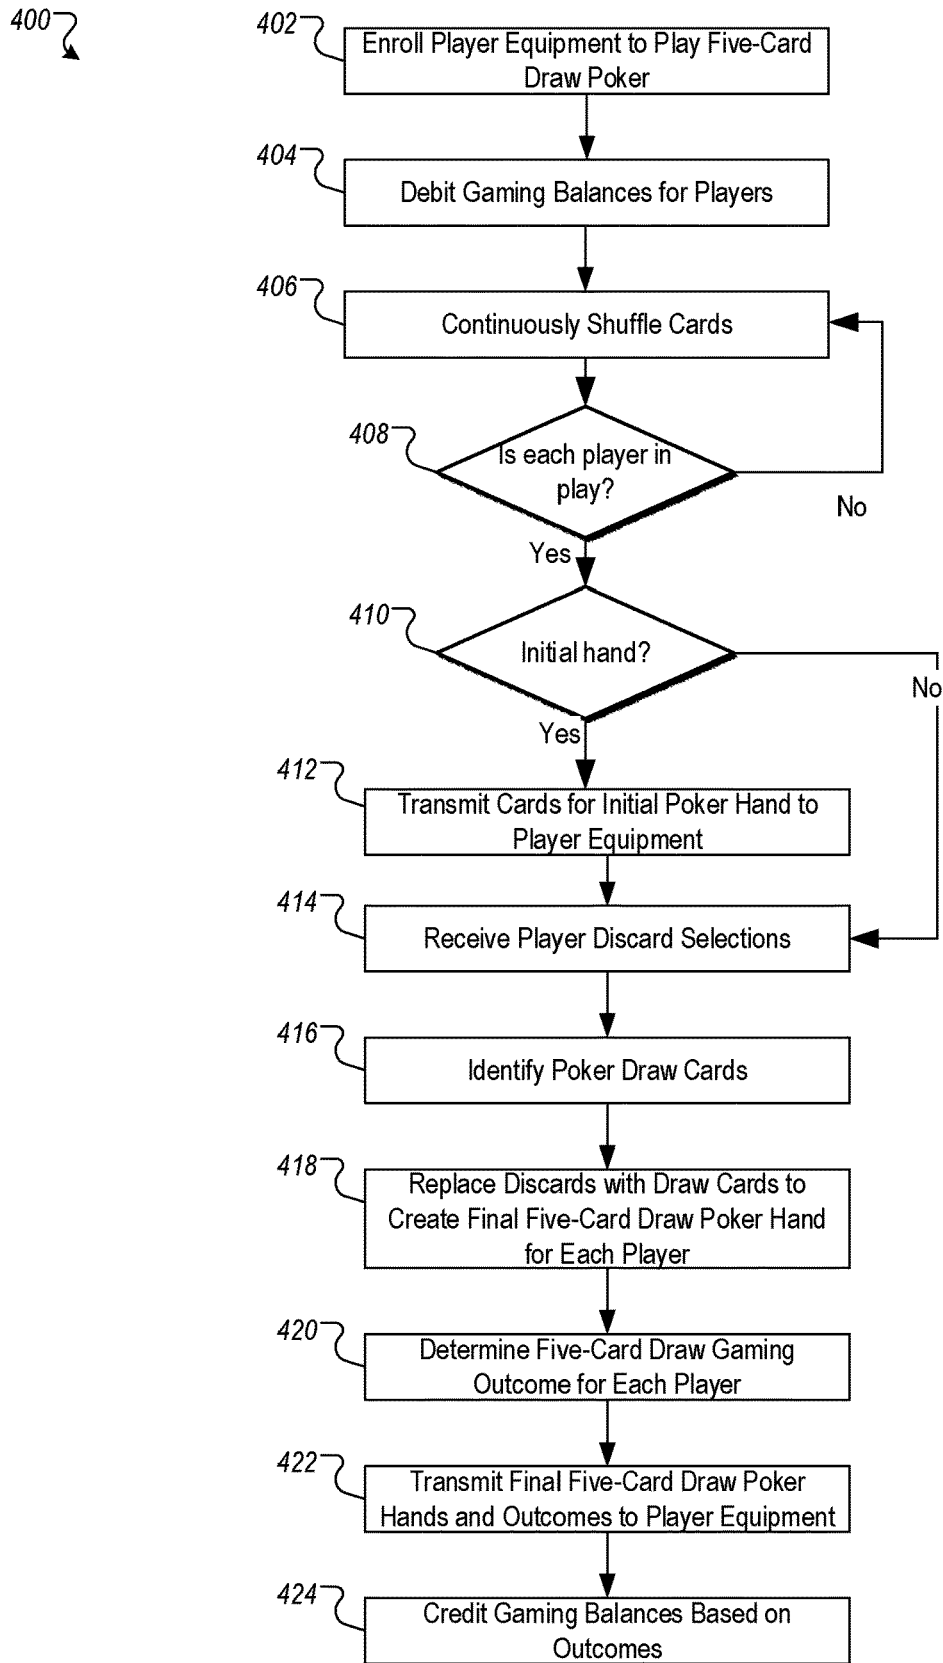 400
402
Enroll Player Equipment to Play Five-Card
Draw Poker
404
Debit Gaming Balances for Players
406
Continuously Shuffle Cards
408
Is each player in
play?
No
Yes
410
Initial hand?
No
Yes
412
Transmit Cards for Initial Poker Hand to
Player Equipment
414
Receive Player Discard Selections
416
Identify Poker Draw Cards
418
Replace Discards with Draw Cards to
Create Final Five-Card Draw Poker Hand
for Each Player
420
Determine Five-Card Draw Gaming
Outcome for Each Player
422
Transmit Final Five-Card Draw Poker
Hands and Outcomes to Player Equipment
424
Credit Gaming Balances Based on
Outcomes